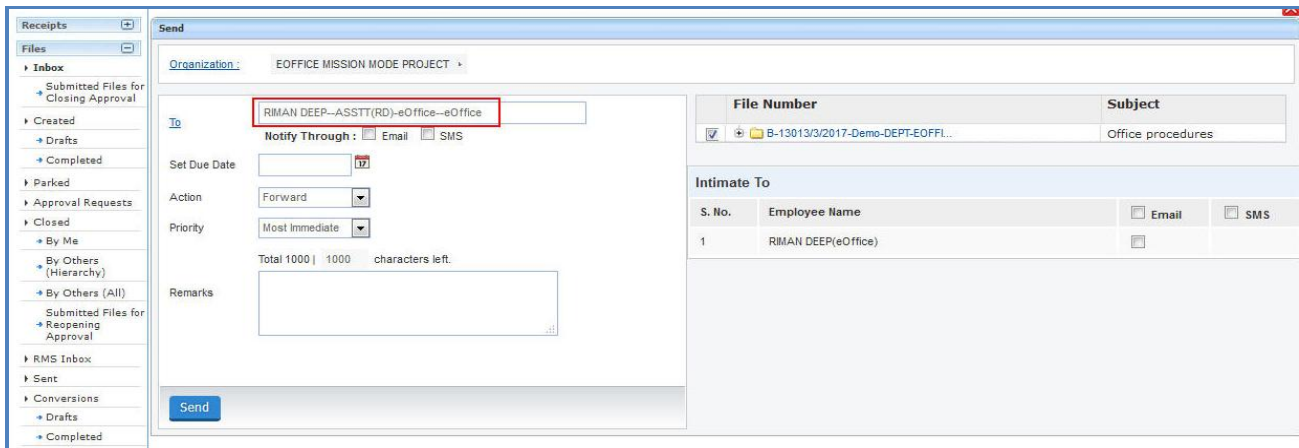 Receipts
Files
Inbox
Submitted Files for
Closing Approval
Created
Drafts
Completed
Parked
Approval Requests
Closed
By Me
By Others
(Hierarchy)
By Others (All)
Submitted Files for
Reopening
Approval
RMS Inbox
Sent
Conversions
Drafts
Completed
Send
Organization : EOFFICE MISSION MODE PROJECT
To RIMAN DEEP--ASSTT(RD)-eOffice--eOffice
Notify Through : Email SMS
Set Due Date 17
Action Forward
Priority Most Immediate
Total 1000 | 1000 characters left.
Remarks
Send
File Number Subject
B-13013/3/2017-Demo-DEPT-EOFFI... Office procedures
Intimate To
S. No. Employee Name Email SMS
1 RIMAN DEEP(eOffice)